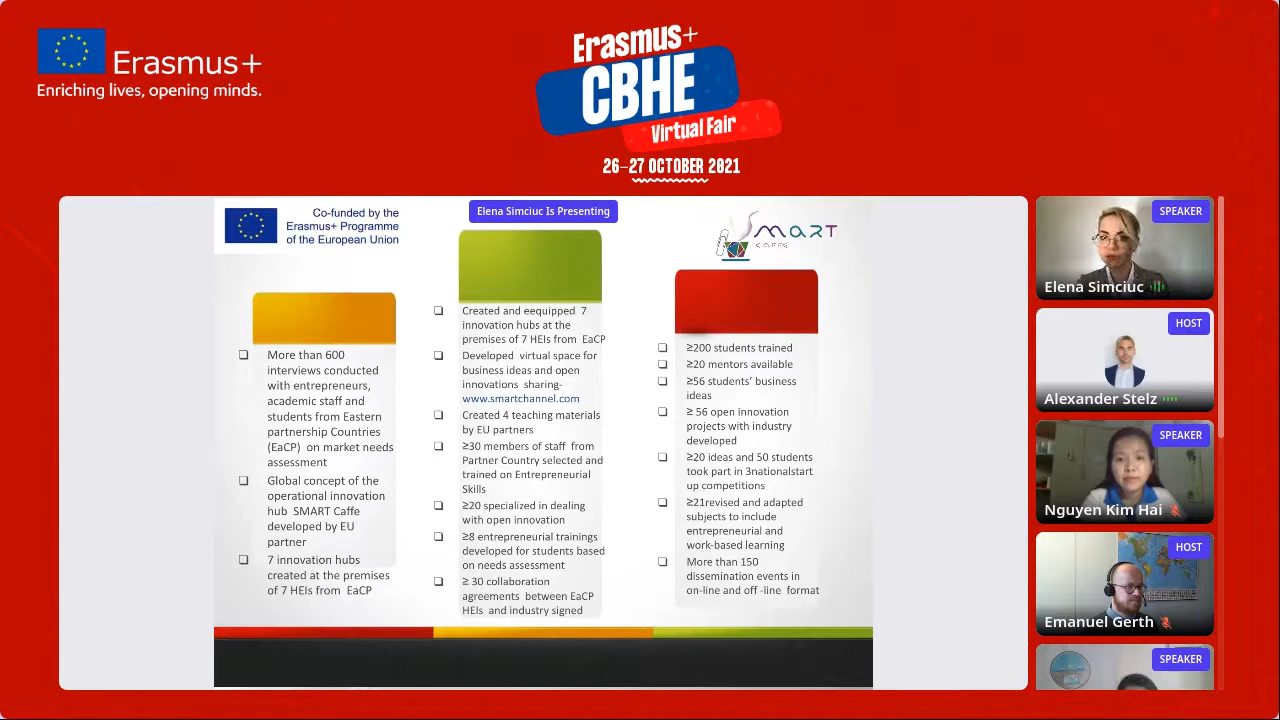 Erasmus+
Enriching lives, opening minds.
Erasmus+
CBHE
Virtual Fair
26–27 OCTOBER 2021
Co-funded by the
Erasmus+ Programme
of the European Union
Elena Simciuc Is Presenting
SMART
CAFFE
More than 600
interviews conducted
with entrepreneurs,
academic staff and
students from Eastern
partnership Countries
(EaCP) on market needs
assessment
Global concept of the
operational innovation
hub SMART Caffe
developed by EU
partner
7 innovation hubs
created at the premises
of 7 HEIs from EaCP
Created and eequipped 7
innovation hubs at the
premises of 7 HEIs from EaCP
Developed virtual space for
business ideas and open
innovations sharing-
www.smartchannel.com
Created 4 teaching materials
by EU partners
≥30 members of staff from
Partner Country selected and
trained on Entrepreneurial
Skills
≥20 specialized in dealing
with open innovation
≥8 entrepreneurial trainings
developed for students based
on needs assessment
≥ 30 collaboration
agreements between EaCP
HEIs and industry signed
≥200 students trained
≥20 mentors available
≥56 students' business
ideas
≥ 56 open innovation
projects with industry
developed
≥20 ideas and 50 students
took part in 3nationalstart
up competitions
≥21revised and adapted
subjects to include
entrepreneurial and
work-based learning
More than 150
dissemination events in
on-line and off -line format
SPEAKER
Elena Simciuc
HOST
Alexander Stelz
SPEAKER
Nguyen Kim Hai
HOST
Emanuel Gerth
SPEAKER